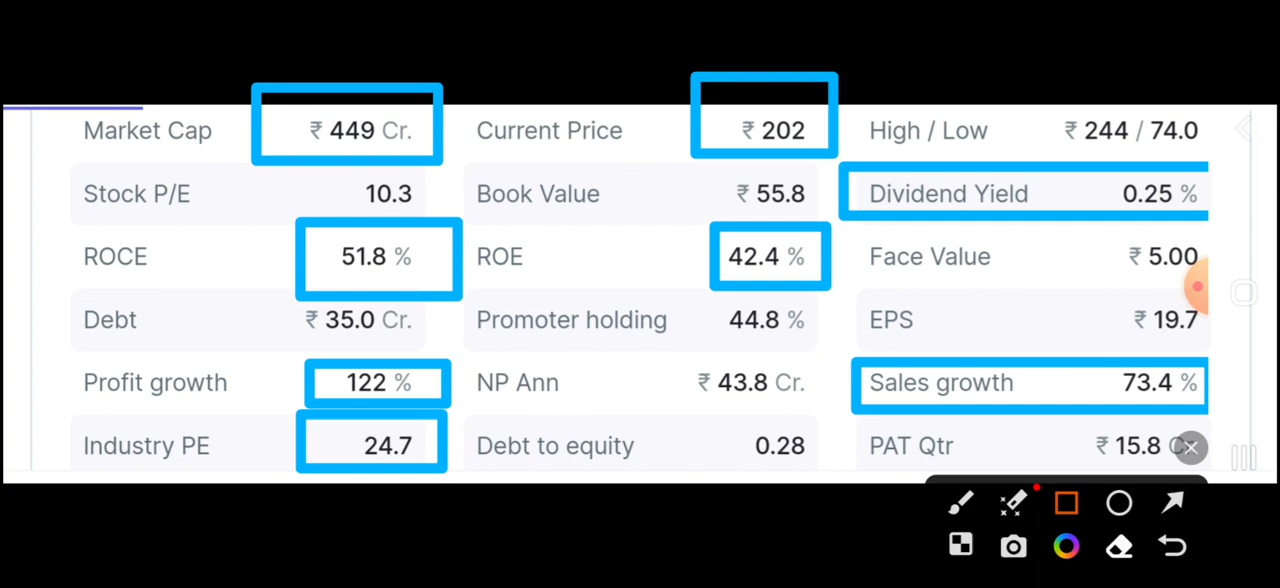 Market Cap ₹ 449 Cr. Current Price ₹ 202 High / Low ₹ 244 / 74.0
Stock P/E 10.3 Book Value ₹ 55.8 Dividend Yield 0.25 %
ROCE 51.8 % ROE 42.4 % Face Value ₹ 5.00
Debt ₹ 35.0 Cr. Promoter holding 44.8 % EPS ₹ 19.7
Profit growth 122 % NP Ann ₹ 43.8 Cr. Sales growth 73.4 %
Industry PE 24.7 Debt to equity 0.28 PAT Qtr ₹ 15.8 Cr